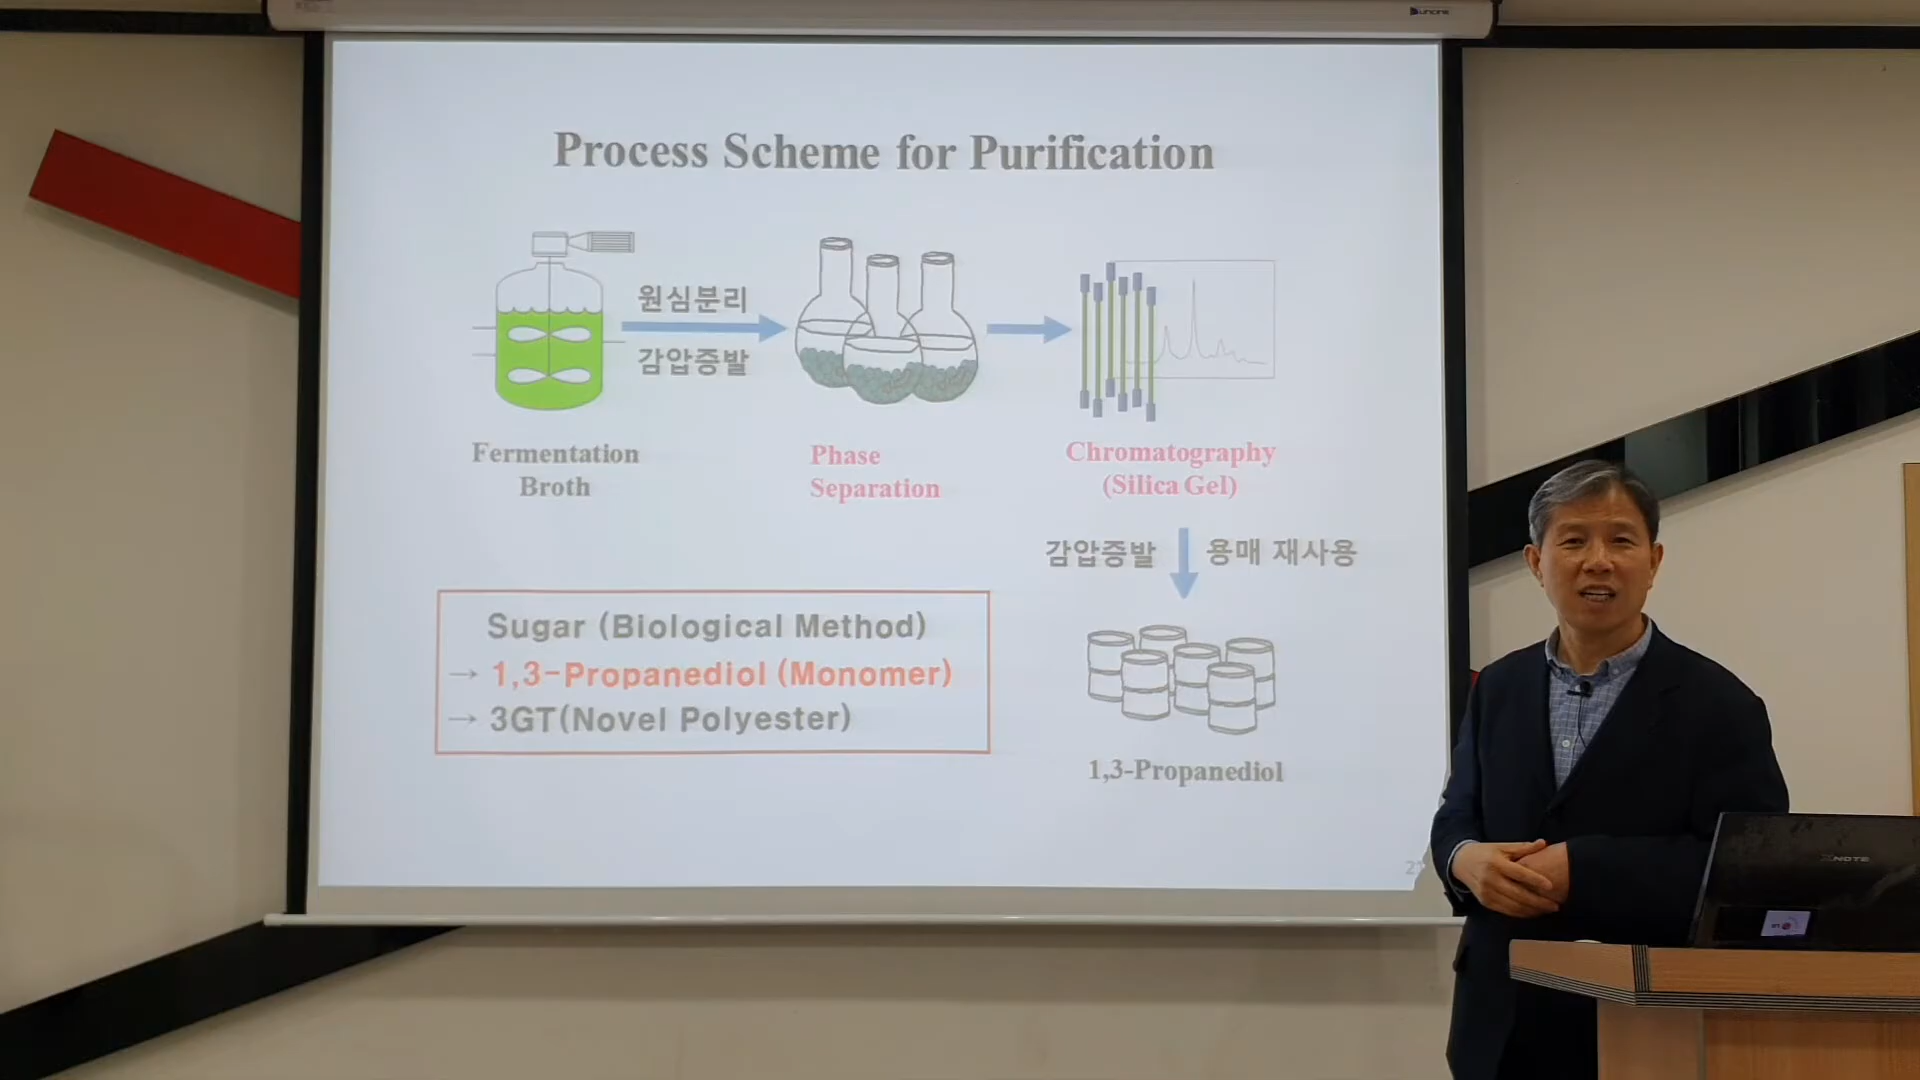 Process Scheme for Purification
원심분리
감압증발
Fermentation
Broth
Phase
Separation
Chromatography
(Silica Gel)
감압증발
용매 재사용
Sugar (Biological Method)
→ 1,3-Propanediol (Monomer)
→ 3GT(Novel Polyester)
1,3-Propanediol
XNOTE